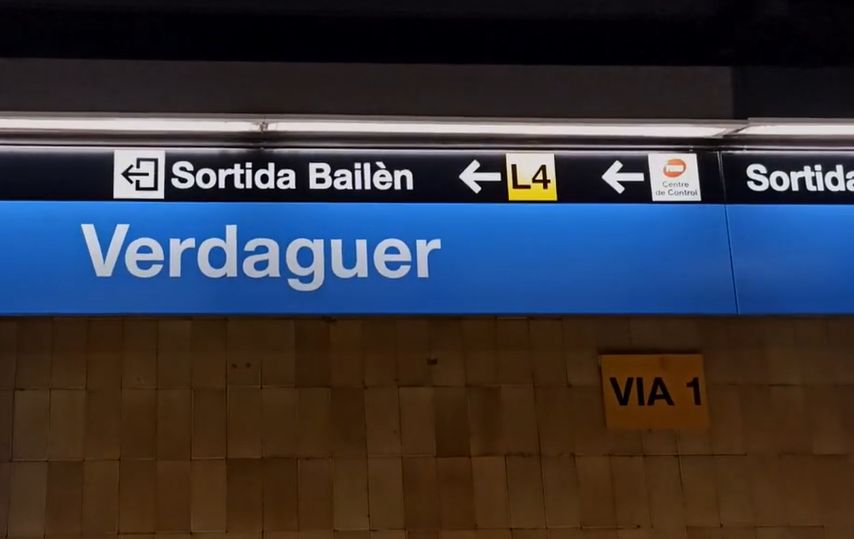 Sortida Bailèn
L4
Centre
de Control
Sortida
Verdaguer
VIA 1